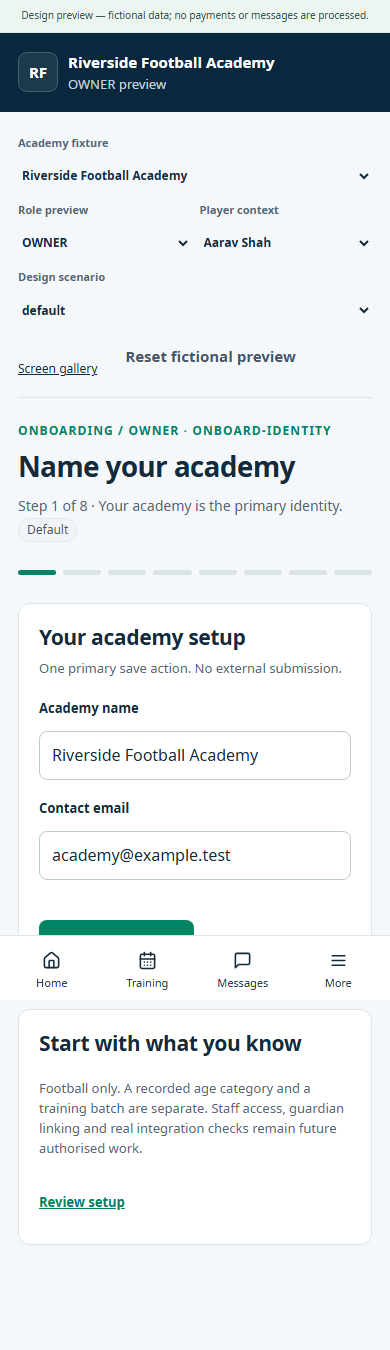 Design preview — fictional data; no payments or messages are processed.
RF
Riverside Football Academy
OWNER preview
Academy fixture
Riverside Football Academy
Role preview
Player context
OWNER
Aarav Shah
Design scenario
default
Screen gallery
Reset fictional preview
ONBOARDING / OWNER · ONBOARD-IDENTITY
Name your academy
Step 1 of 8 · Your academy is the primary identity.
Default
Your academy setup
One primary save action. No external submission.
Academy name
Riverside Football Academy
Contact email
academy@example.test
Home
Training
Messages
More
Start with what you know
Football only. A recorded age category and a
training batch are separate. Staff access, guardian
linking and real integration checks remain future
authorised work.
Review setup